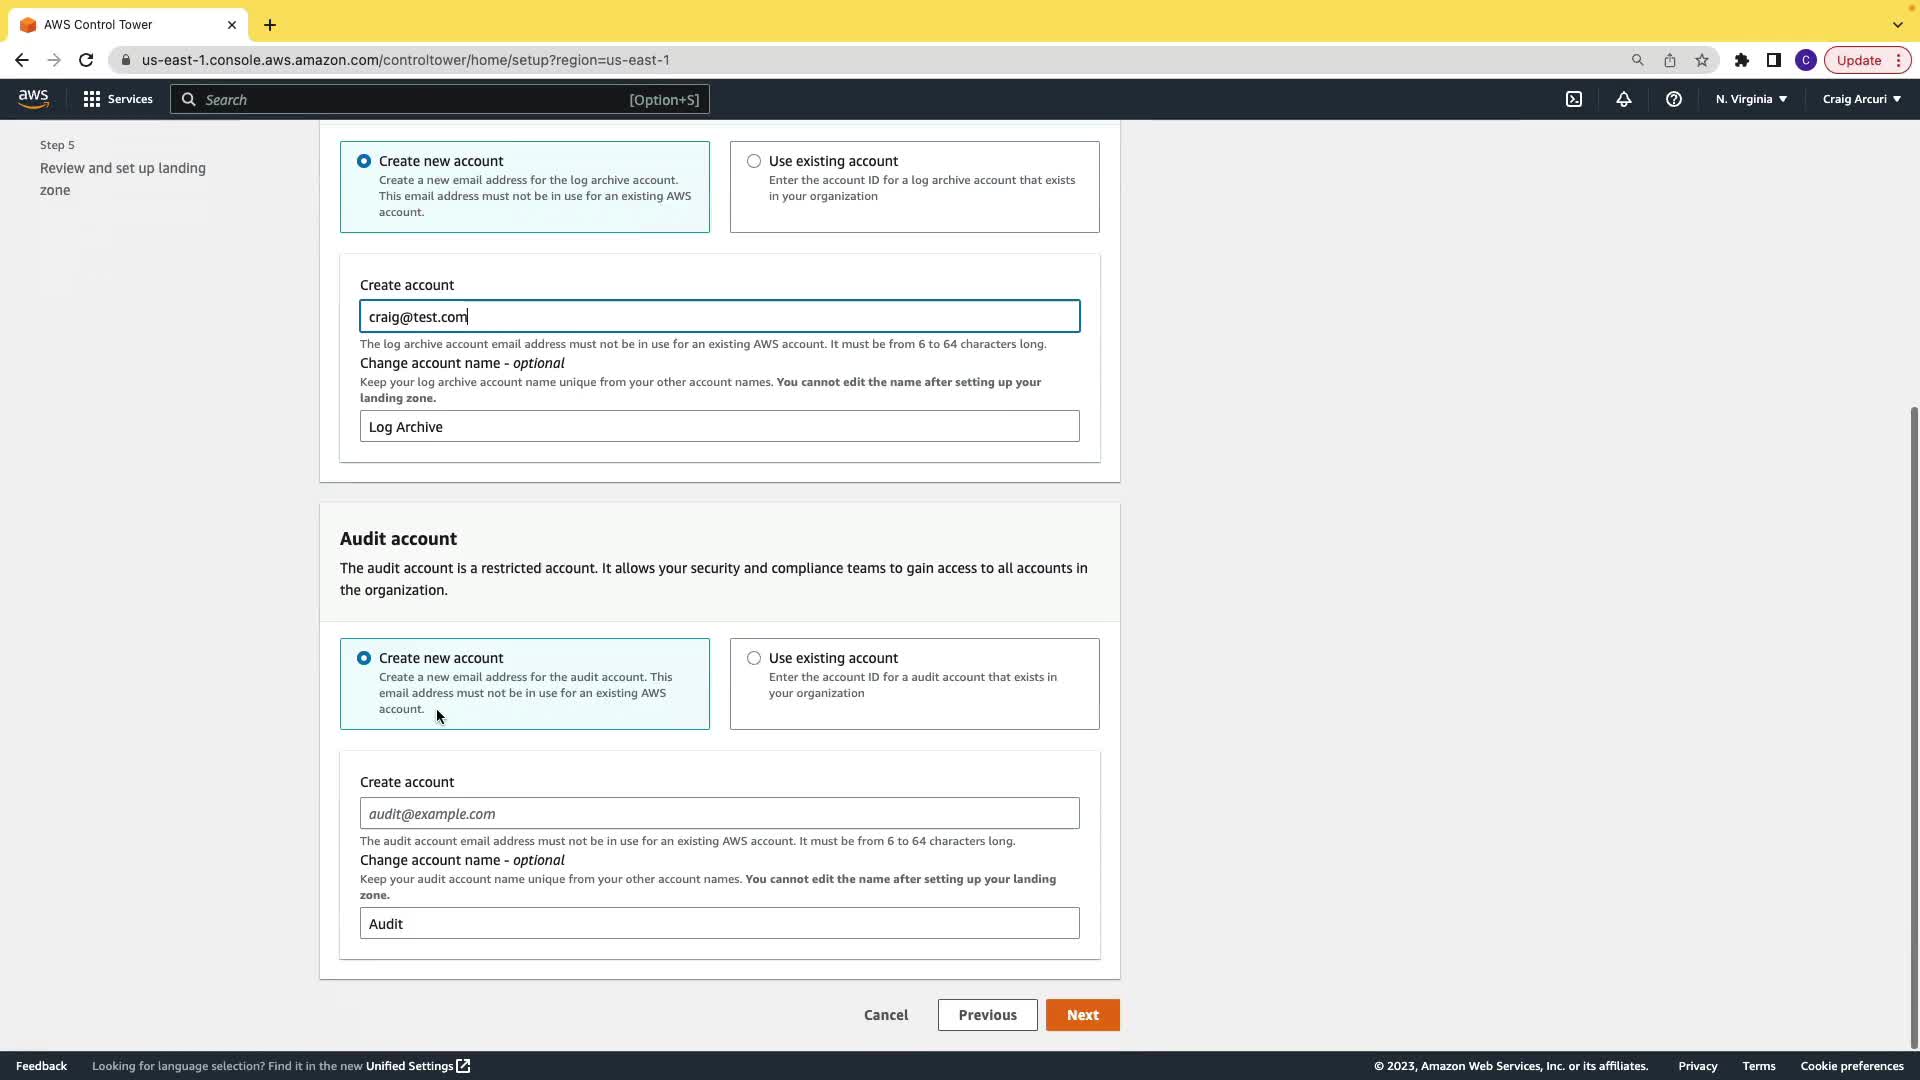 AWS Control Tower
us-east-1.console.aws.amazon.com/controltower/home/setup?region=us-east-1
C
Update
aws
Services
Search
[Option+S]
N. Virginia
Craig Arcuri
Step 5
Review and set up landing
zone
Create new account
Create a new email address for the log archive account.
This email address must not be in use for an existing AWS
account.
Use existing account
Enter the account ID for a log archive account that exists
in your organization
Create account
craig@test.com
The log archive account email address must not be in use for an existing AWS account. It must be from 6 to 64 characters long.
Change account name - optional
Keep your log archive account name unique from your other account names. You cannot edit the name after setting up your
landing zone.
Log Archive
Audit account
The audit account is a restricted account. It allows your security and compliance teams to gain access to all accounts in
the organization.
Create new account
Create a new email address for the audit account. This
email address must not be in use for an existing AWS
account.
Use existing account
Enter the account ID for a audit account that exists in
your organization
Create account
audit@example.com
The audit account email address must not be in use for an existing AWS account. It must be from 6 to 64 characters long.
Change account name - optional
Keep your audit account name unique from your other account names. You cannot edit the name after setting up your landing
zone.
Audit
Cancel
Previous
Next
Feedback
Looking for language selection? Find it in the new Unified Settings
© 2023, Amazon Web Services, Inc. or its affiliates.
Privacy
Terms
Cookie preferences